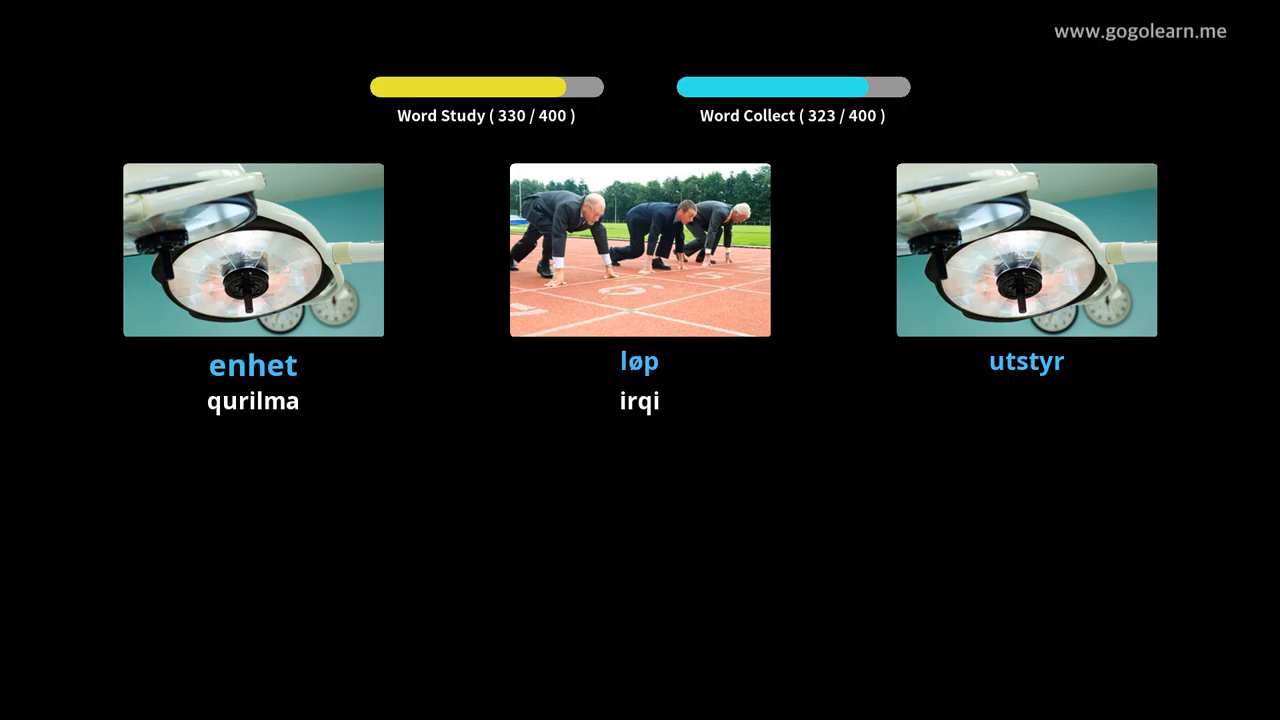 www.gogolearn.me
Word Study ( 330 / 400 )
Word Collect ( 323 / 400 )
enhet
qurilma
løp
irqi
utstyr